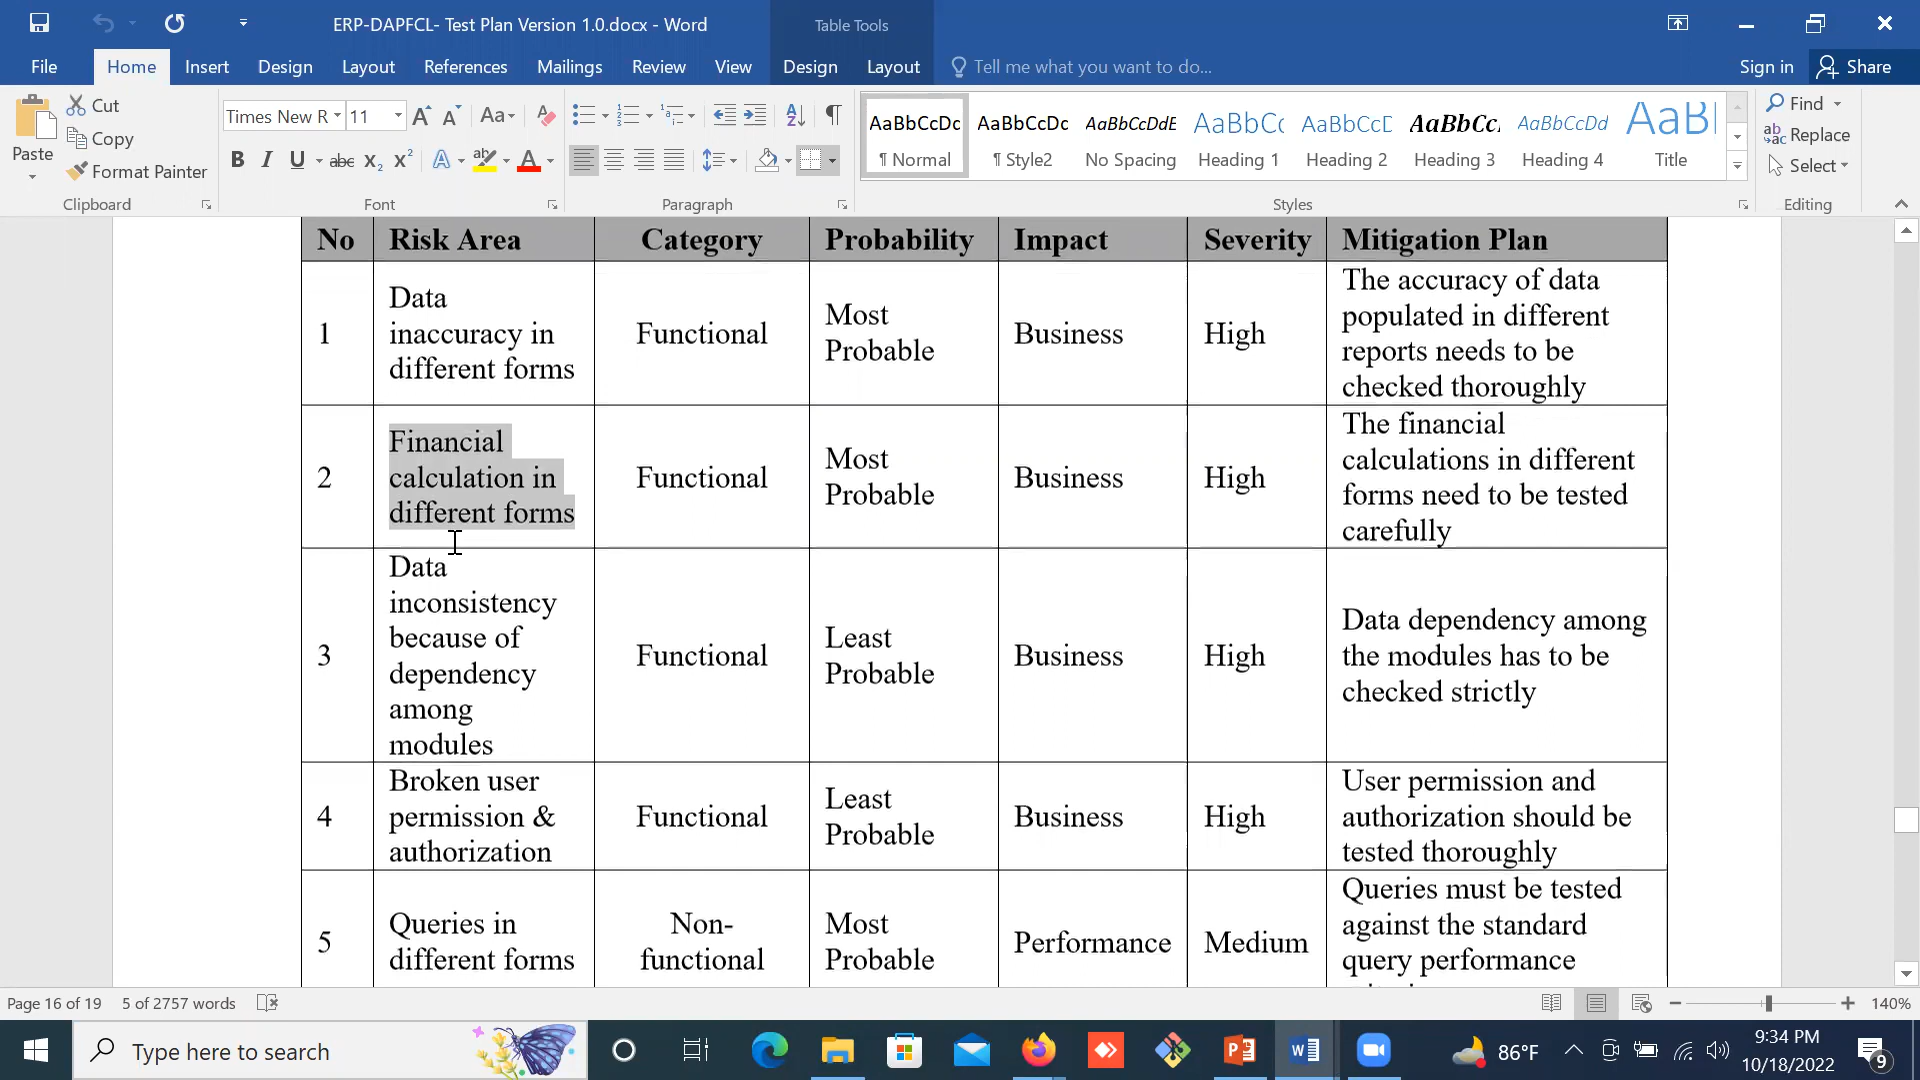 ERP-DAPFCL- Test Plan Version 1.0.docx - Word
Table Tools
File
Home
Insert
Design
Layout
References
Mailings
Review
View
Design
Layout
Tell me what you want to do...
Sign in
Share
Paste
Cut
Copy
Format Painter
Clipboard
Times New R
11
Font
Paragraph
AaBbCcDc
¶ Normal
AaBbCcDc
¶ Style2
AaBbCcDdE
No Spacing
AaBbCc
Heading 1
AaBbCcD
Heading 2
AaBbCc
Heading 3
AaBbCcDd
Heading 4
AaBl
Title
Styles
Find
Replace
Select
Editing
No
Risk Area
Category
Probability
Impact
Severity
Mitigation Plan
1
Data
inaccuracy in
different forms
Functional
Most
Probable
Business
High
The accuracy of data
populated in different
reports needs to be
checked thoroughly
2
Financial
calculation in
different forms
Functional
Most
Probable
Business
High
The financial
calculations in different
forms need to be tested
carefully
3
Data
inconsistency
because of
dependency
among
modules
Functional
Least
Probable
Business
High
Data dependency among
the modules has to be
checked strictly
4
Broken user
permission &
authorization
Functional
Least
Probable
Business
High
User permission and
authorization should be
tested thoroughly
5
Queries in
different forms
Non-
functional
Most
Probable
Performance
Medium
Queries must be tested
against the standard
query performance
Page 16 of 19
5 of 2757 words
140%
Type here to search
86°F
9:34 PM
10/18/2022
9